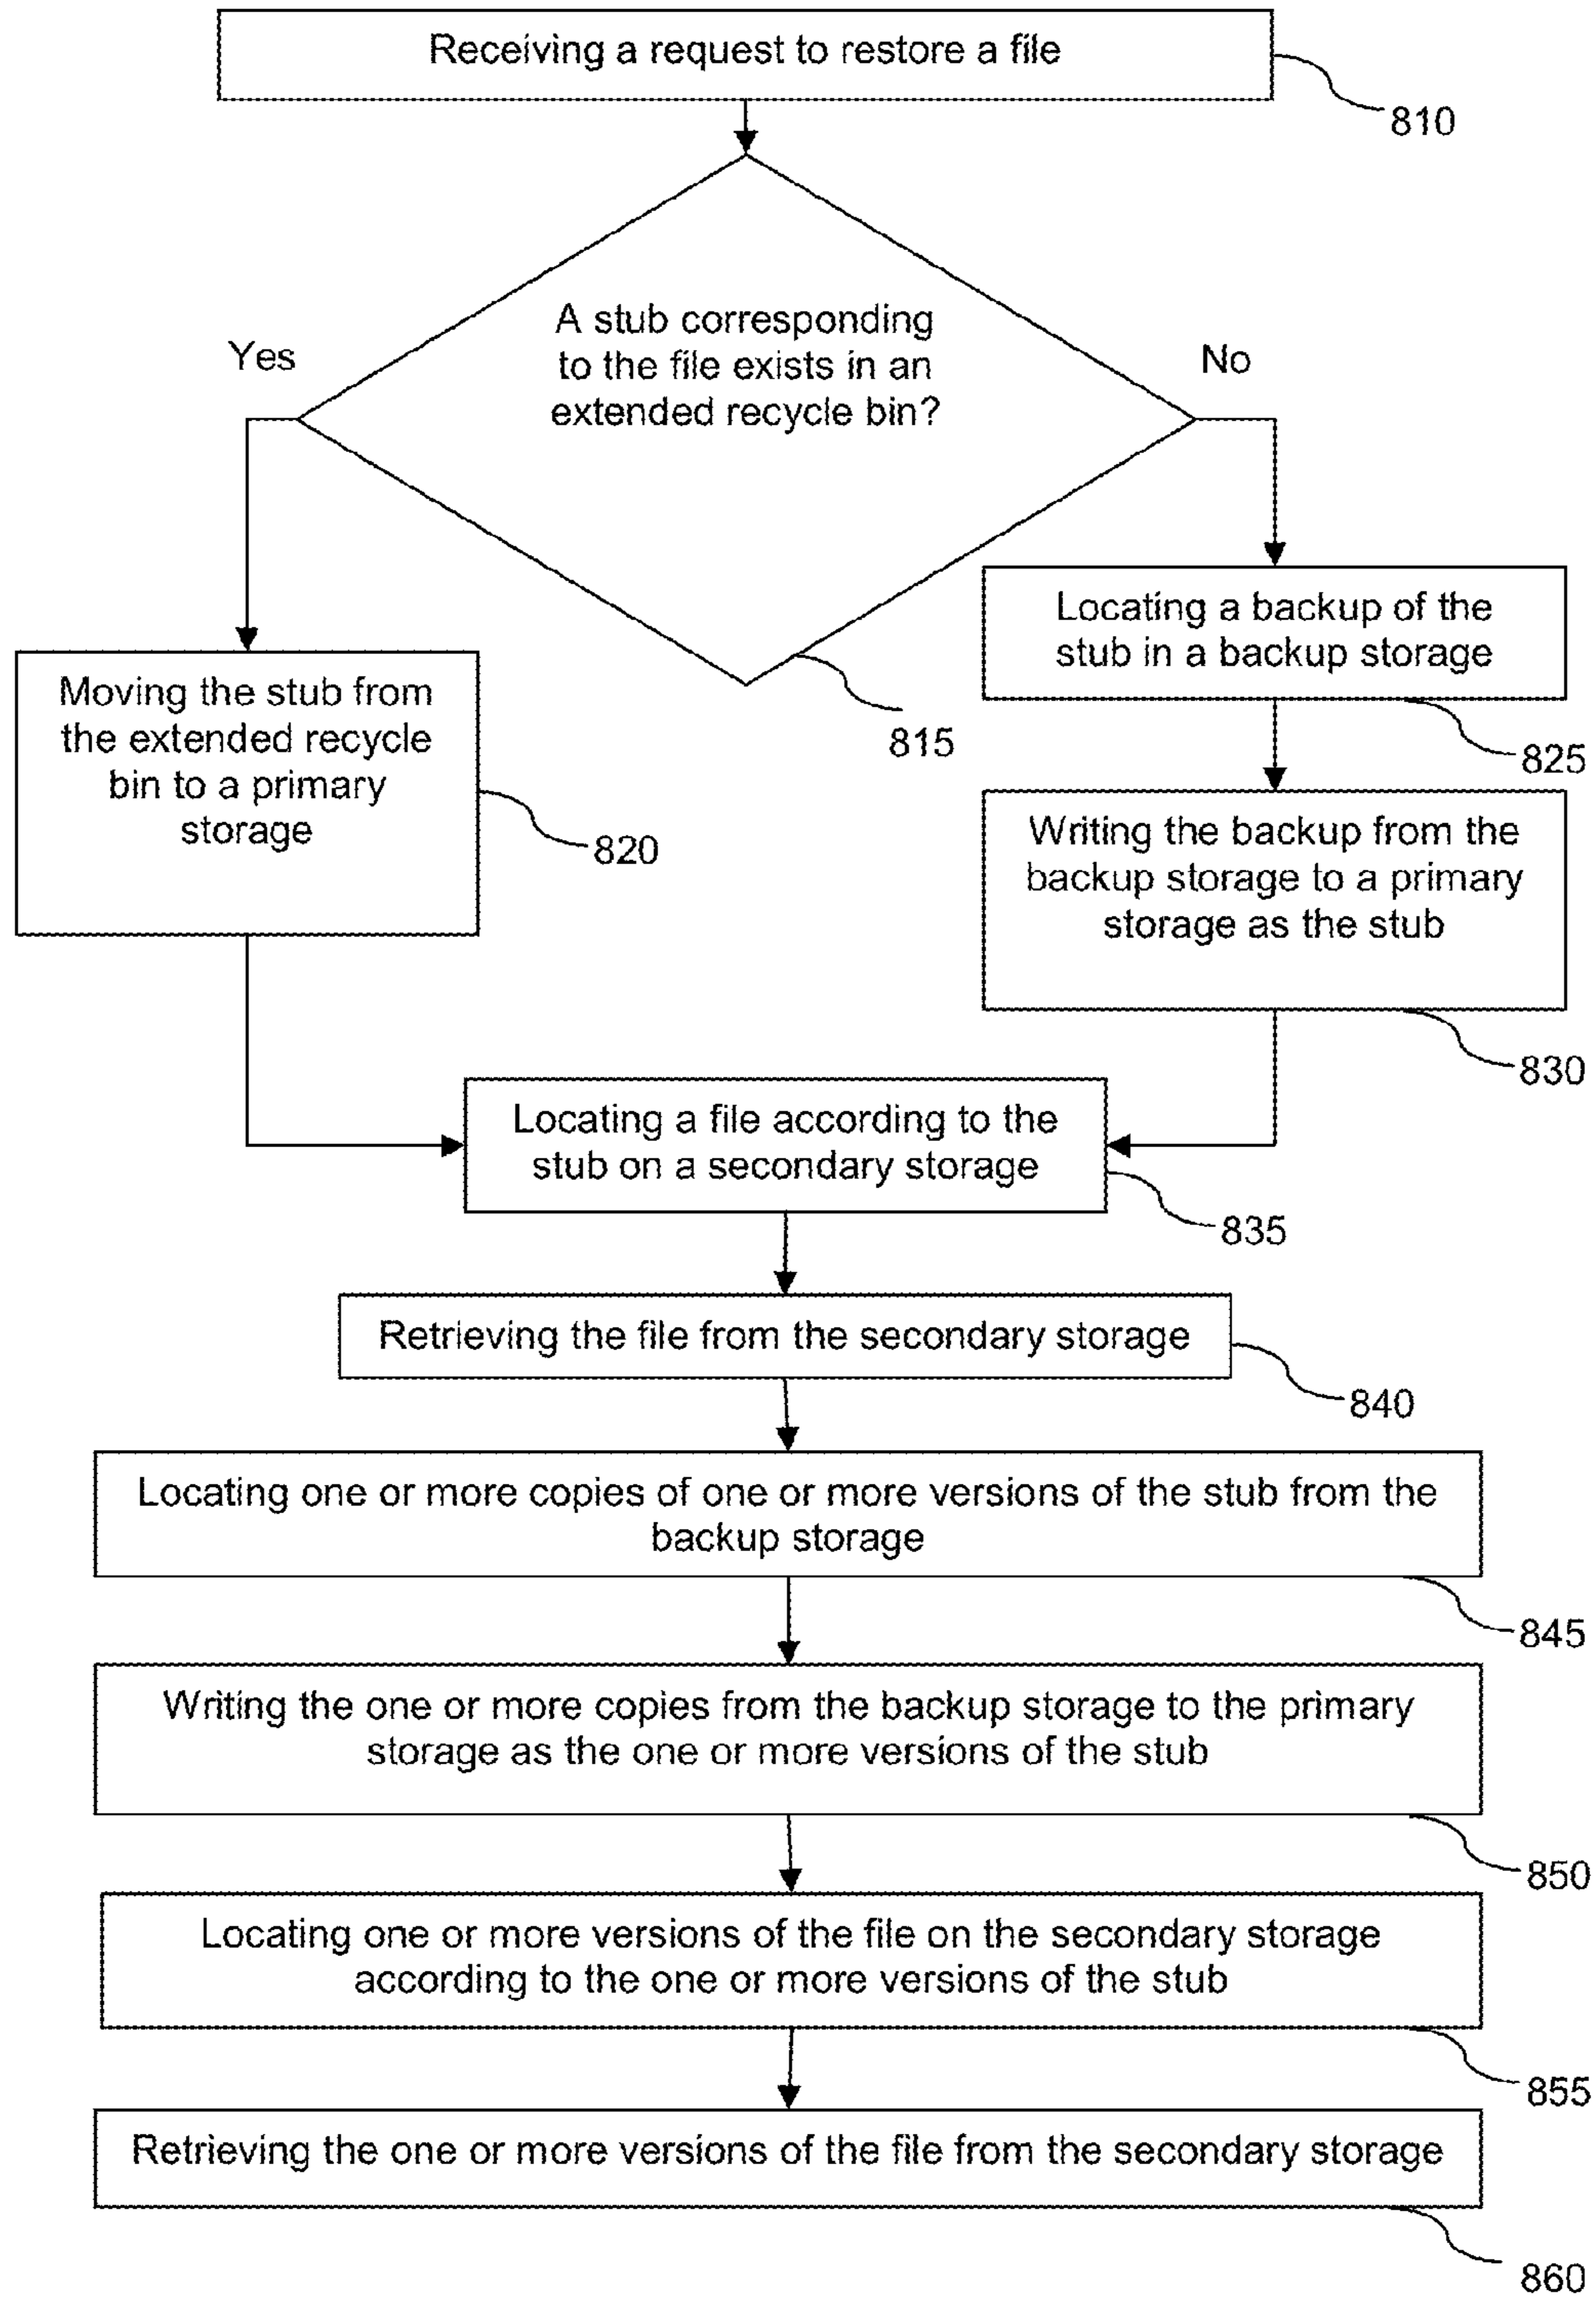 Receiving a request to restore a file
810
A stub corresponding
to the file exists in an
extended recycle bin?
Yes
No
815
Moving the stub from
the extended recycle
bin to a primary
storage
820
Locating a backup of the
stub in a backup storage
825
Writing the backup from the
backup storage to a primary
storage as the stub
830
Locating a file according to the
stub on a secondary storage
835
Retrieving the file from the secondary storage
840
Locating one or more copies of one or more versions of the stub from the
backup storage
845
Writing the one or more copies from the backup storage to the primary
storage as the one or more versions of the stub
850
Locating one or more versions of the file on the secondary storage
according to the one or more versions of the stub
855
Retrieving the one or more versions of the file from the secondary storage
860